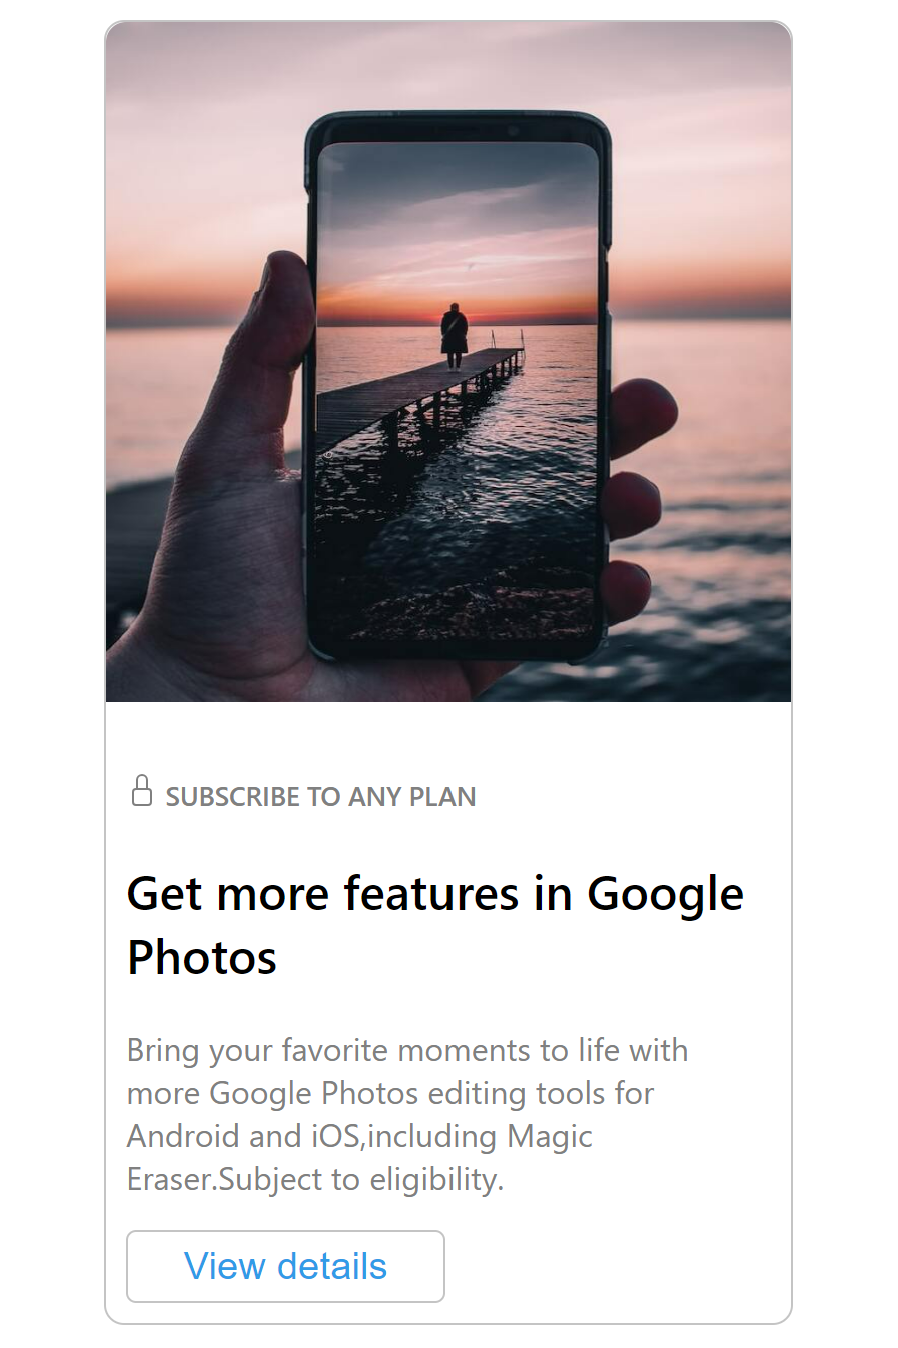 SUBSCRIBE TO ANY PLAN
Get more features in Google
Photos
Bring your favorite moments to life with
more Google Photos editing tools for
Android and iOS,including Magic
Eraser.Subject to eligibility.
View details